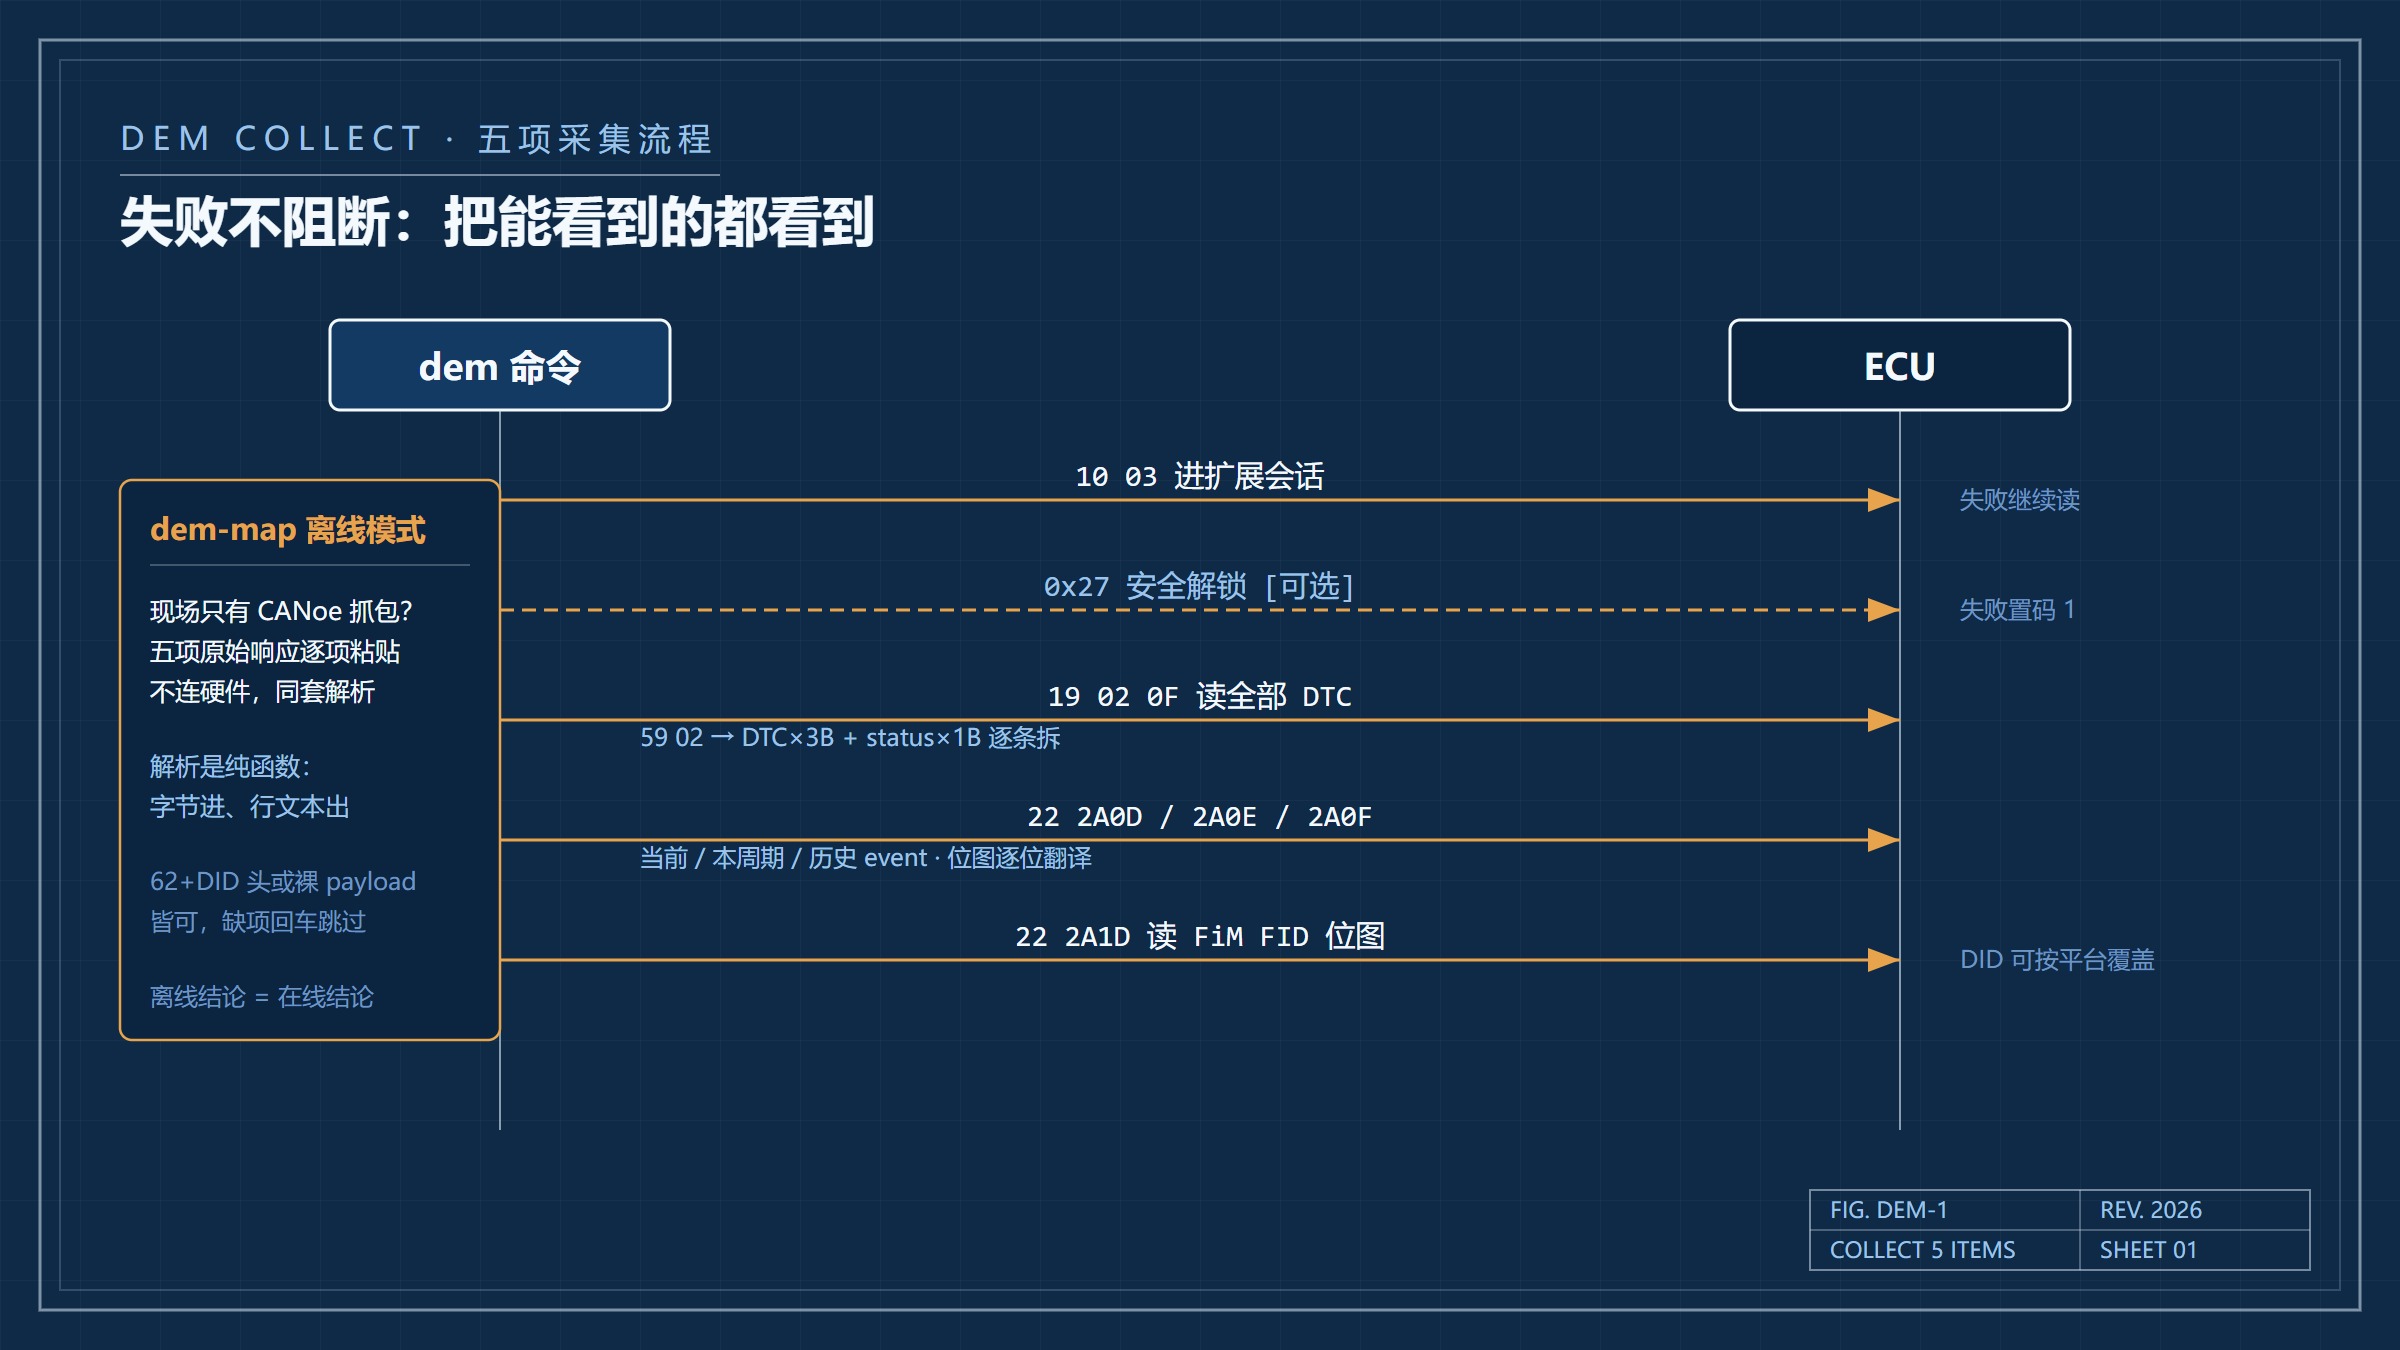 DEM COLLECT · 五项采集流程
失败不阻断：把能看到的都看到
dem 命令
ECU
10 03 进扩展会话
失败继续读
0x27 安全解锁 [可选]
失败置码 1
19 02 0F 读全部 DTC
59 02 → DTC×3B + status×1B 逐条拆
22 2A0D / 2A0E / 2A0F
当前 / 本周期 / 历史 event · 位图逐位翻译
22 2A1D 读 FiM FID 位图
DID 可按平台覆盖
dem-map 离线模式
现场只有 CANoe 抓包？
五项原始响应逐项粘贴
不连硬件，同套解析
解析是纯函数：
字节进、行文本出
62+DID 头或裸 payload
皆可，缺项回车跳过
离线结论 = 在线结论
FIG. DEM-1
REV. 2026
COLLECT 5 ITEMS
SHEET 01